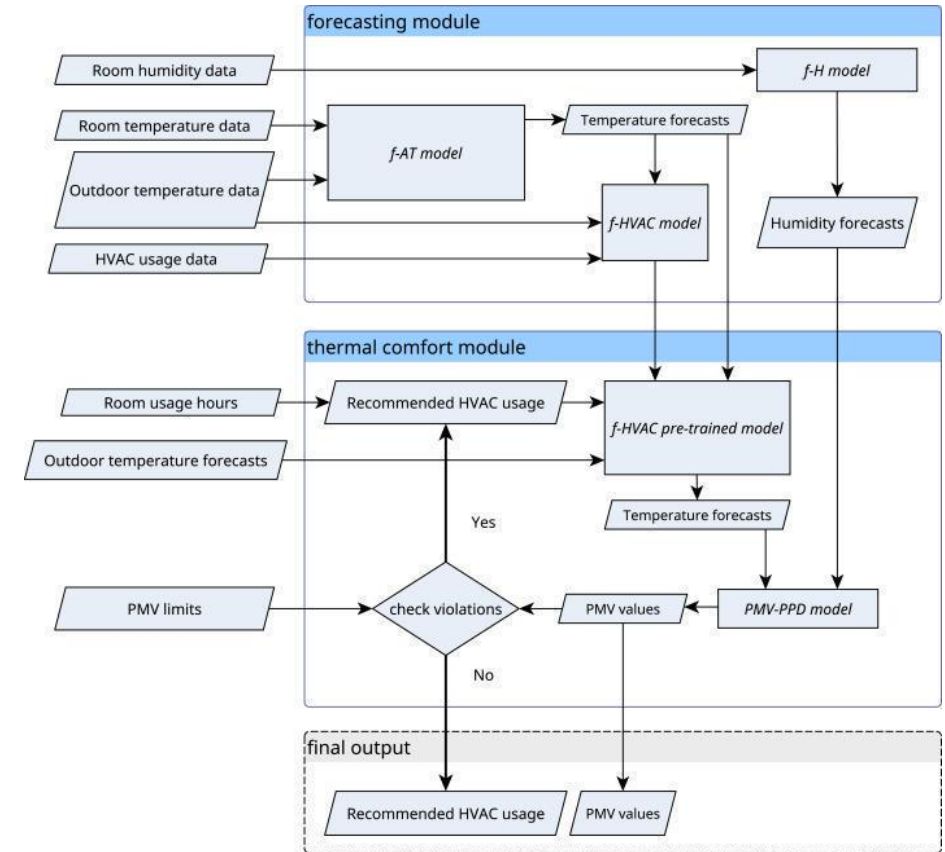 forecasting module
Room humidity data
f-H model
Room temperature data
Temperature forecasts
f-AT model
Outdoor temperature data
f-HVAC model
Humidity forecasts
HVAC usage data
thermal comfort module
Room usage hours
Recommended HVAC usage
f-HVAC pre-trained model
Outdoor temperature forecasts
Temperature forecasts
Yes
PMV limits
check violations
PMV values
PMV-PPD model
No
final output
Recommended HVAC usage
PMV values